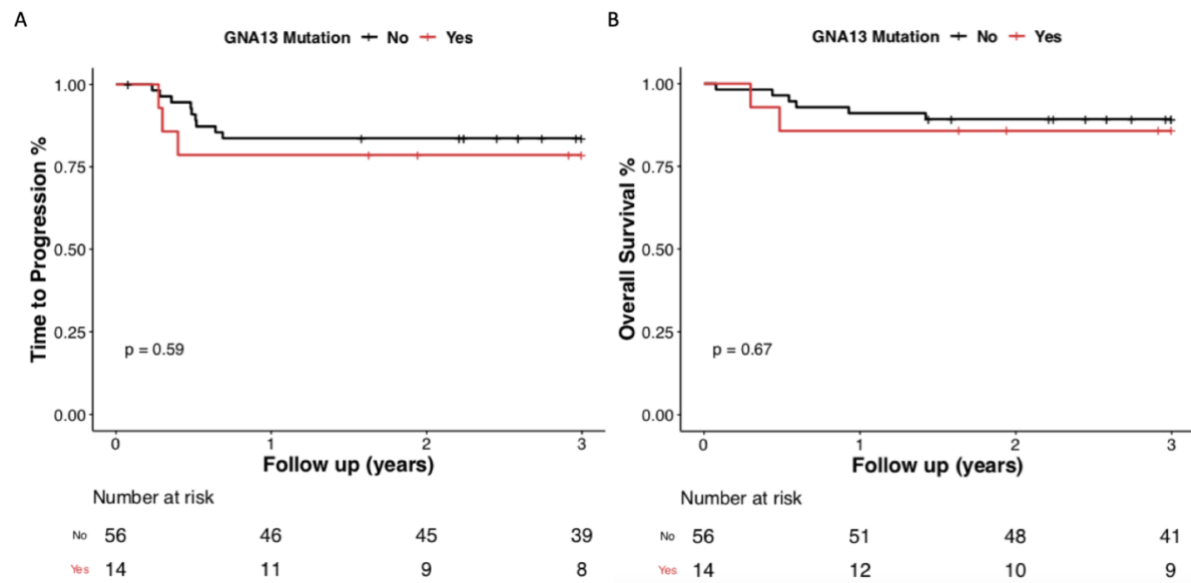 A
GNA13 Mutation No Yes
Time to Progression %
1.00
0.75
0.50
0.25
0.00
p = 0.59
0 1 2 3
Follow up (years)
Number at risk
No 56 46 45 39
Yes 14 11 9 8
B
GNA13 Mutation No Yes
Overall Survival %
1.00
0.75
0.50
0.25
0.00
p = 0.67
0 1 2 3
Follow up (years)
Number at risk
No 56 51 48 41
Yes 14 12 10 9